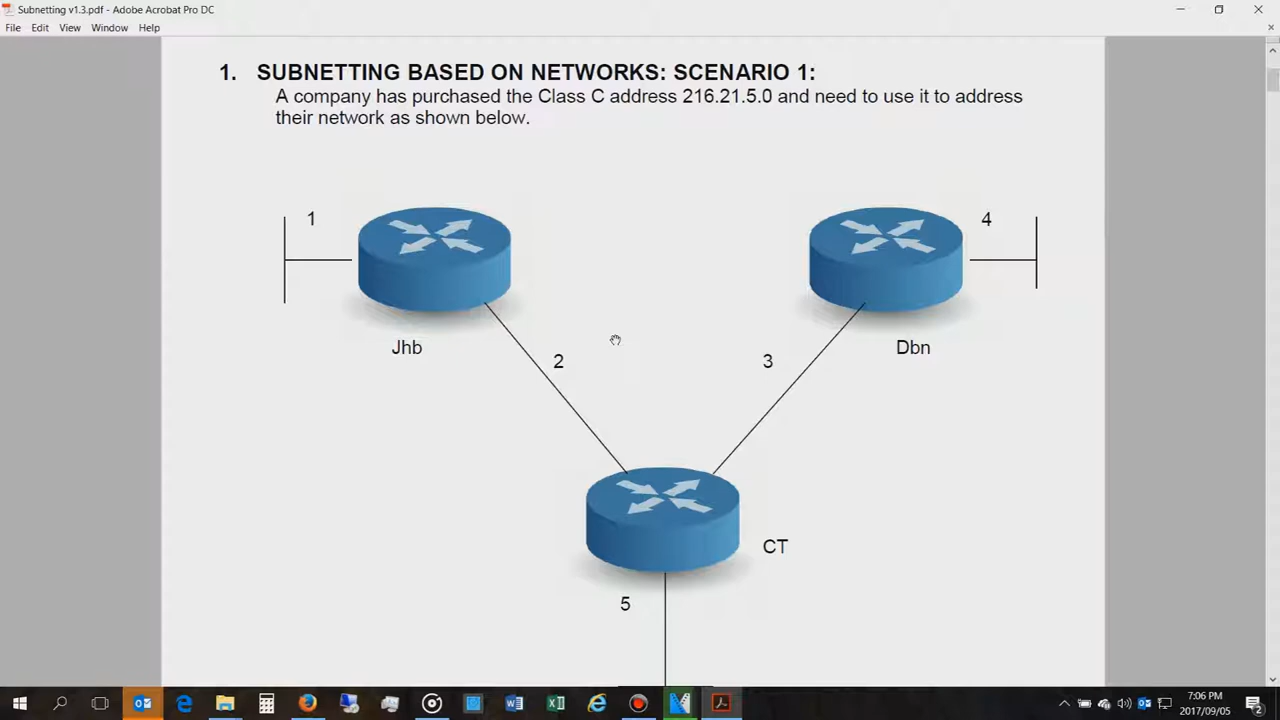 Subnetting v1.3.pdf - Adobe Acrobat Pro DC
File Edit View Window Help
1. SUBNETTING BASED ON NETWORKS: SCENARIO 1:
A company has purchased the Class C address 216.21.5.0 and need to use it to address
their network as shown below.
1
4
Jhb
2
3
Dbn
CT
5
7:06 PM
2017/09/05
2